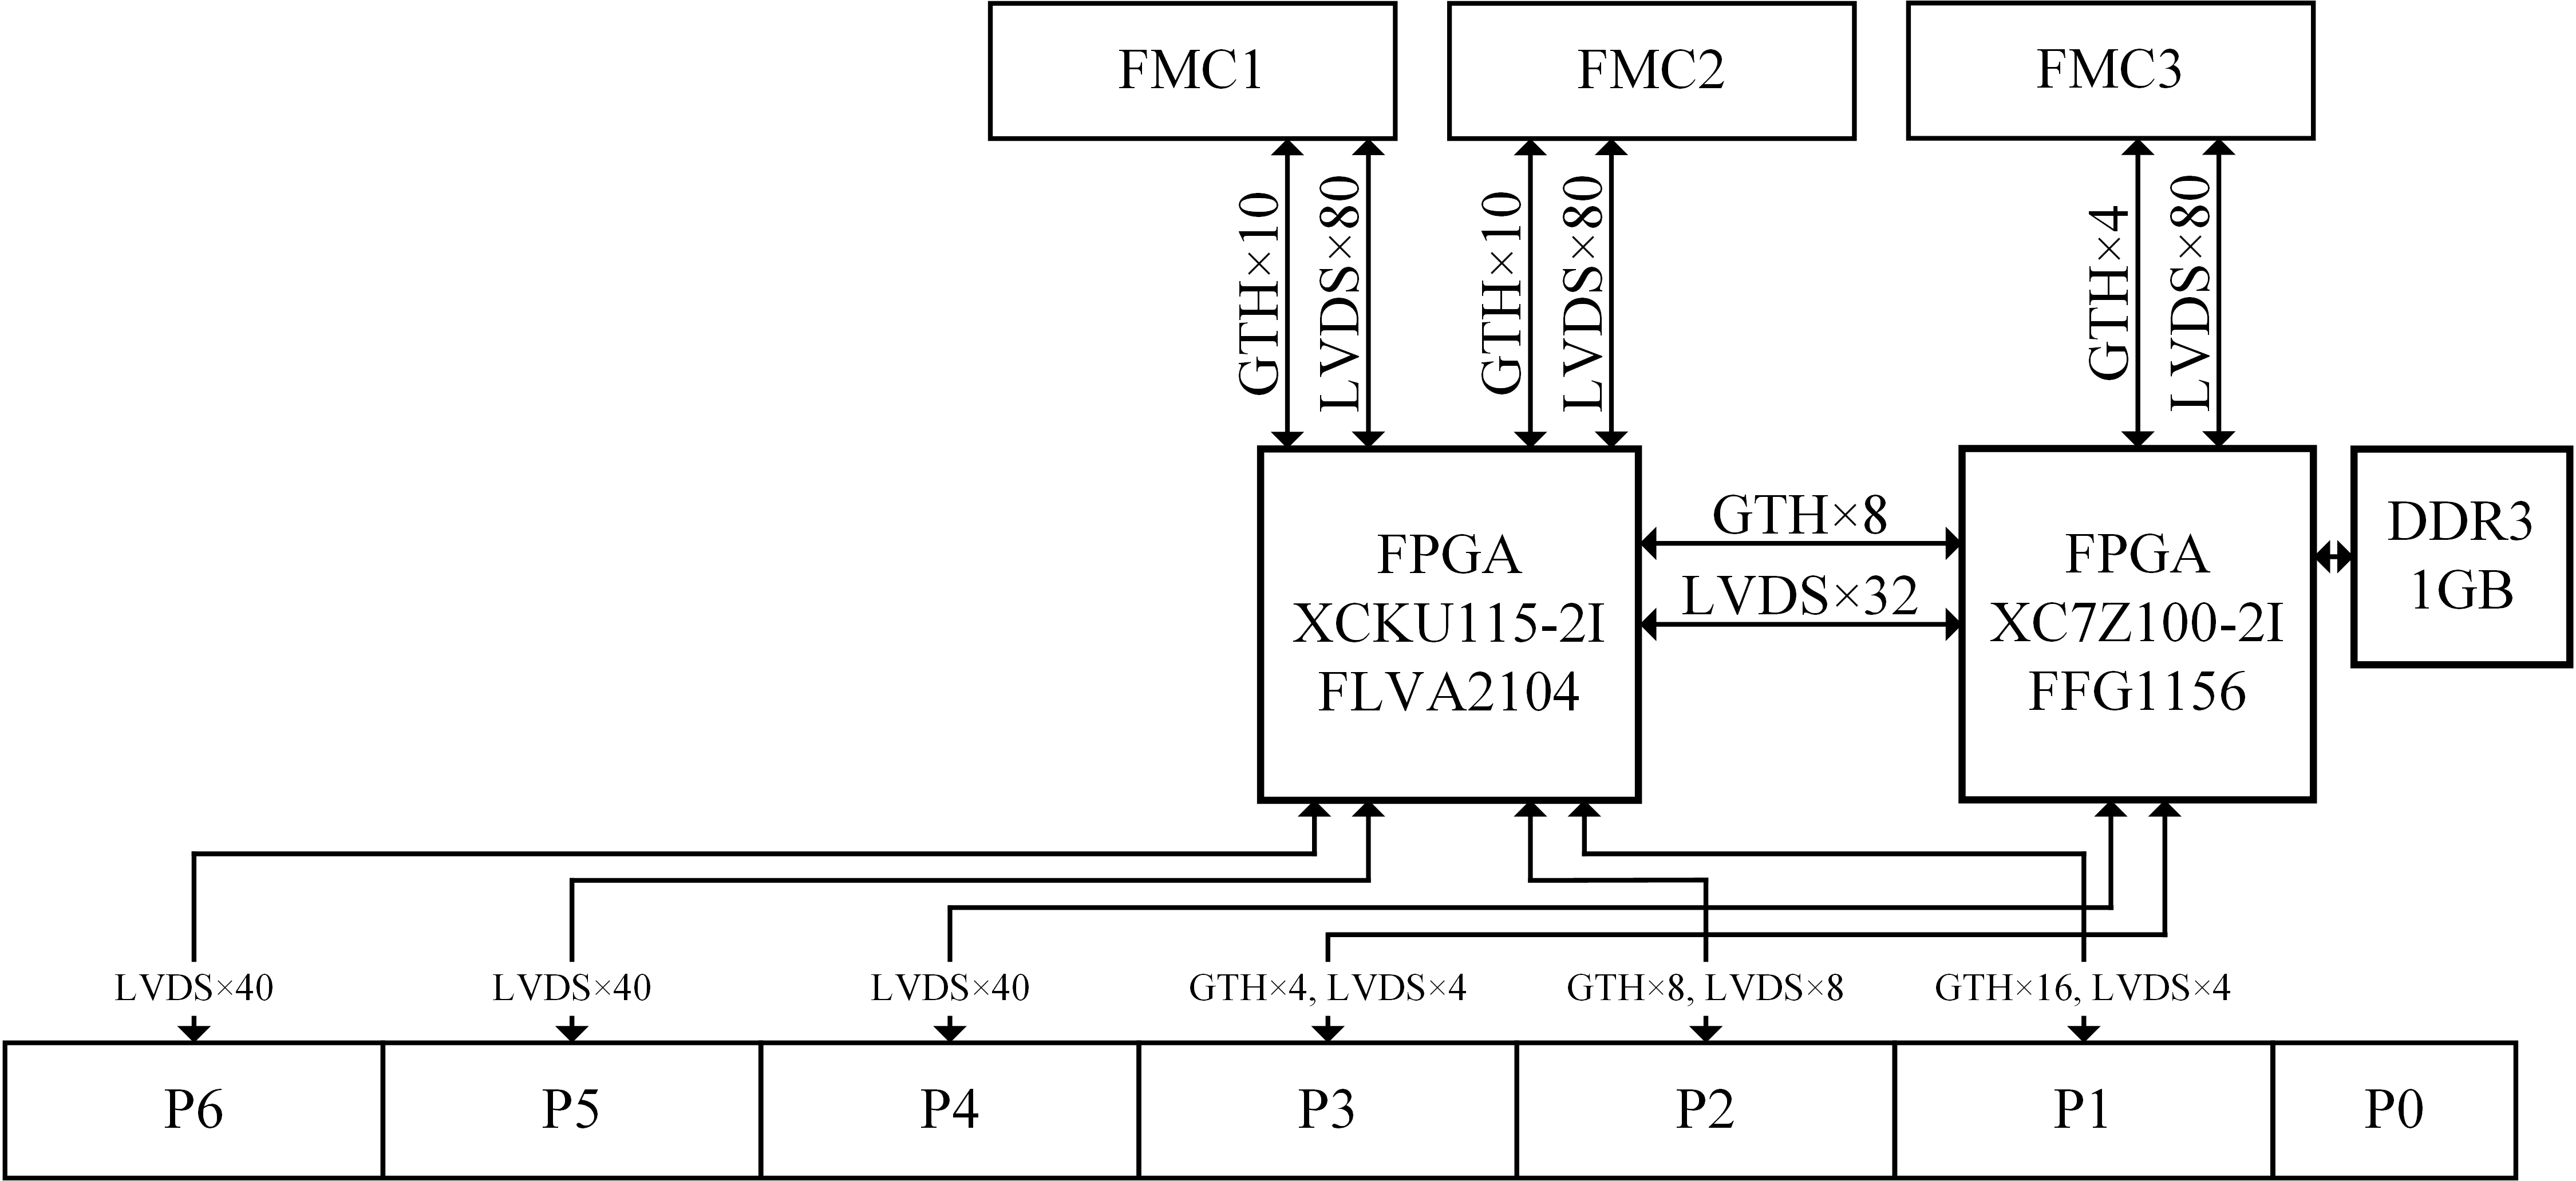 FMC1
FMC2
FMC3
GTH×10
LVDS×80
GTH×10
LVDS×80
GTH×4
LVDS×80
FPGA
XCKU115-2I
FLVA2104
GTH×8
LVDS×32
FPGA
XC7Z100-2I
FFG1156
DDR3
1GB
LVDS×40
LVDS×40
LVDS×40
GTH×4, LVDS×4
GTH×8, LVDS×8
GTH×16, LVDS×4
P6
P5
P4
P3
P2
P1
P0